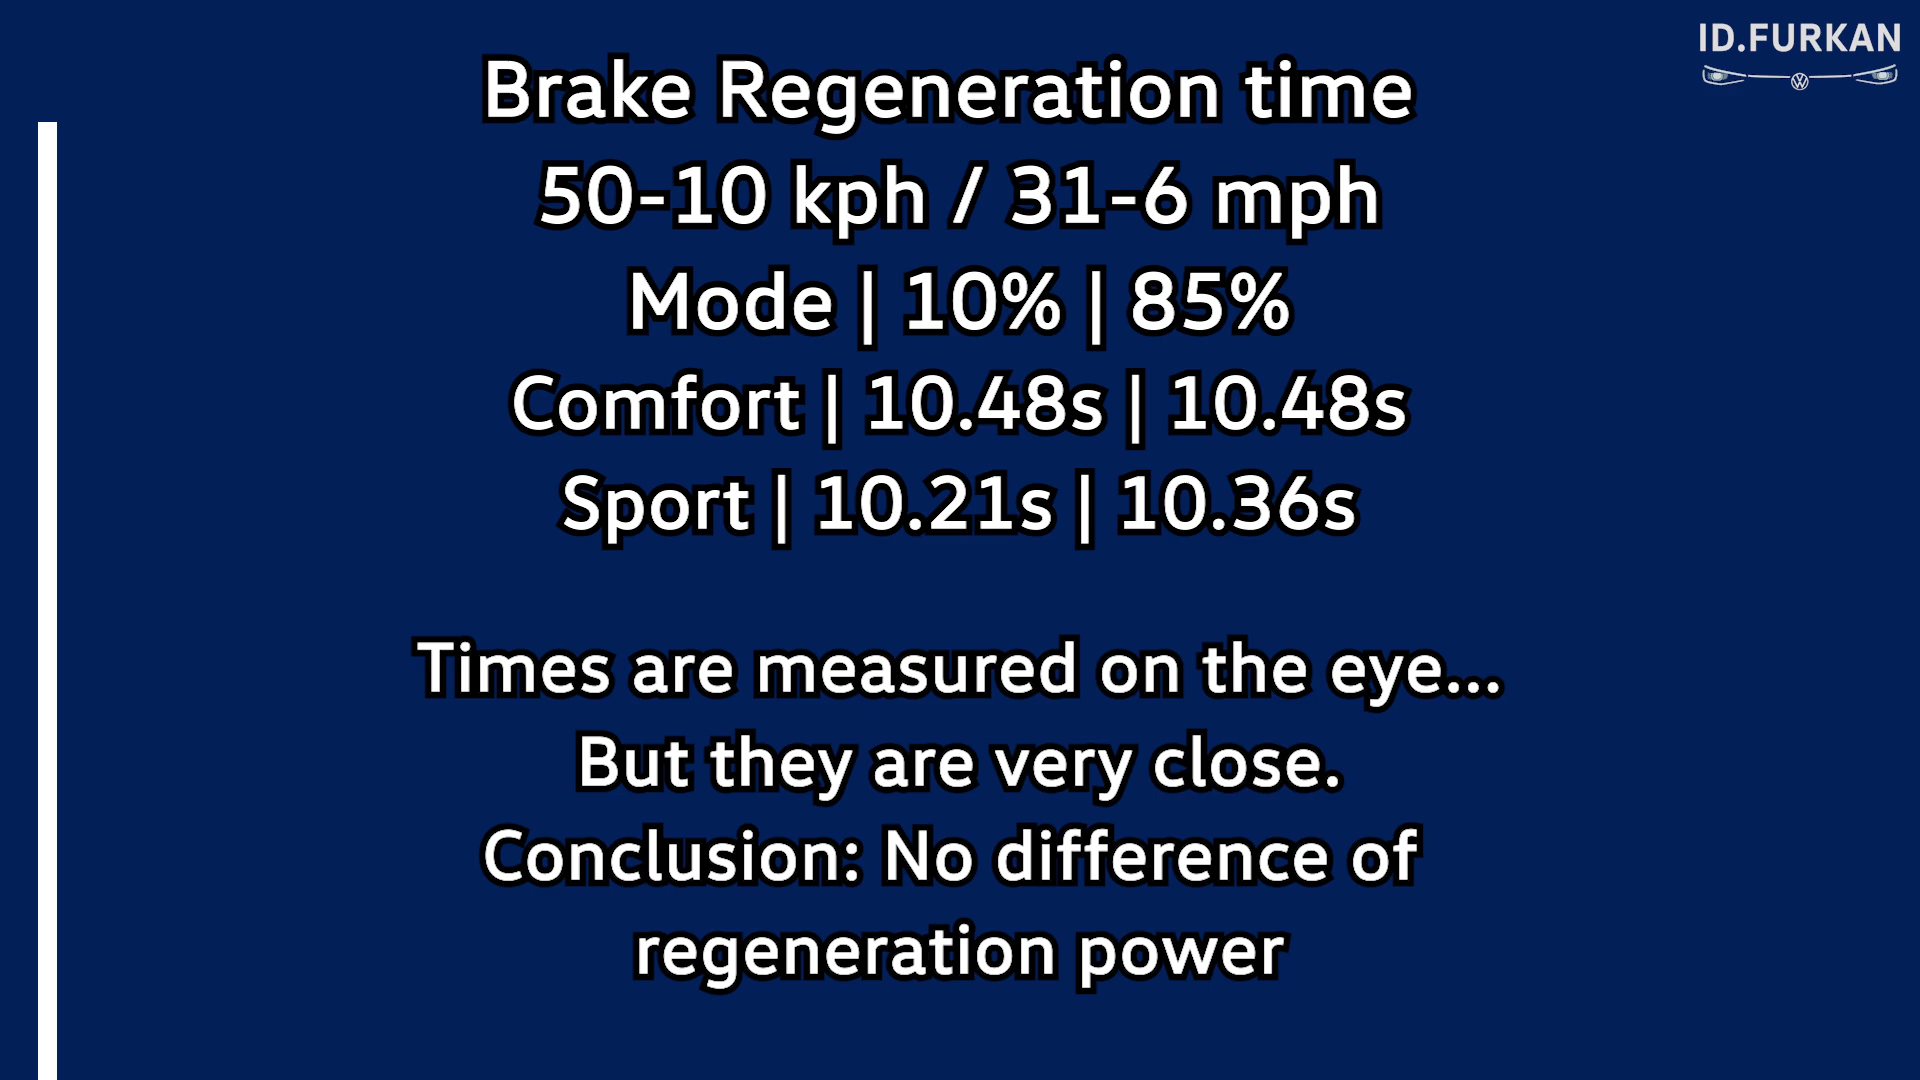 ID.FURKAN
Brake Regeneration time
50-10 kph / 31-6 mph
Mode | 10% | 85%
Comfort | 10.48s | 10.48s
Sport | 10.21s | 10.36s
Times are measured on the eye...
But they are very close.
Conclusion: No difference of
regeneration power